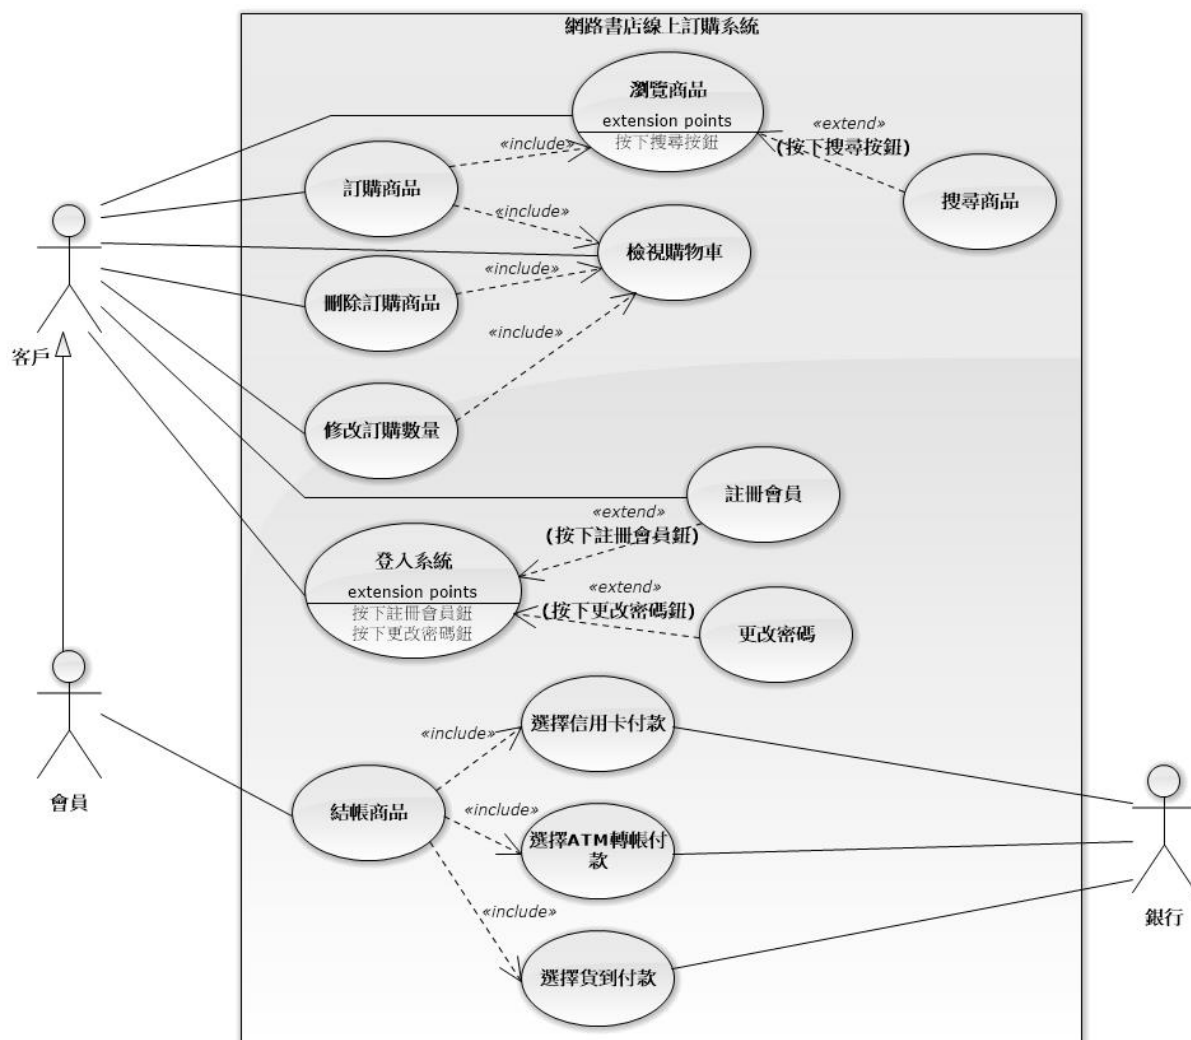 網路書店線上訂購系統
瀏覽商品
extension points
按下搜尋按鈕
«extend»
(按下搜尋按鈕)
搜尋商品
«include»
訂購商品
«include»
檢視購物車
«include»
刪除訂購商品
«include»
客戶
修改訂購數量
註冊會員
«extend»
(按下註冊會員鈕)
登入系統
extension points
按下註冊會員鈕
按下更改密碼鈕
«extend»
(按下更改密碼鈕)
更改密碼
選擇信用卡付款
«include»
會員
結帳商品
«include»
選擇ATM轉帳付
款
«include»
選擇貨到付款
銀行